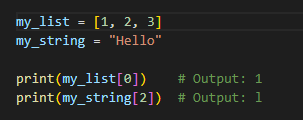 my_list = [1, 2, 3]
my_string = "Hello"

print(my_list[0])    # Output: 1
print(my_string[2])  # Output: l